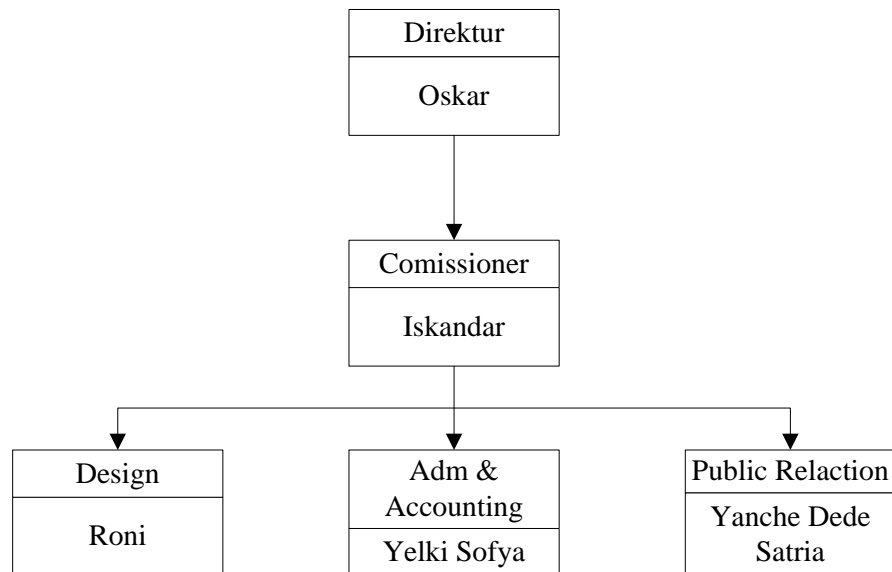 Direktur
Oskar
Comissioner
Iskandar
Design
Roni
Adm &
Accounting
Yelki Sofya
Public Relaction
Yanche Dede
Satria